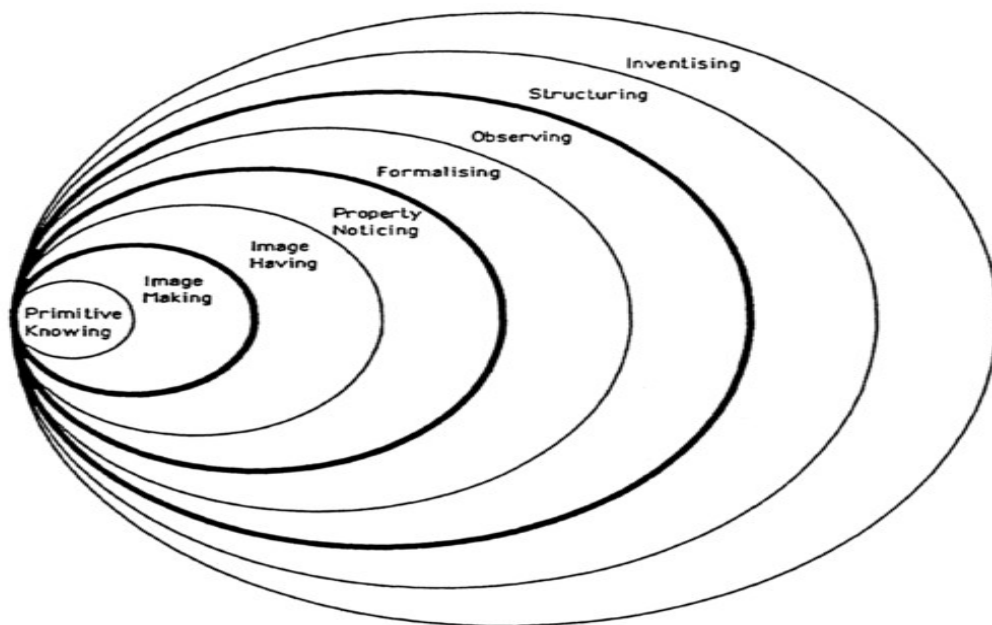 Inventising
Structuring
Observing
Formalising
Property
Noticing
Image
Having
Image
Making
Primitive
Knowing